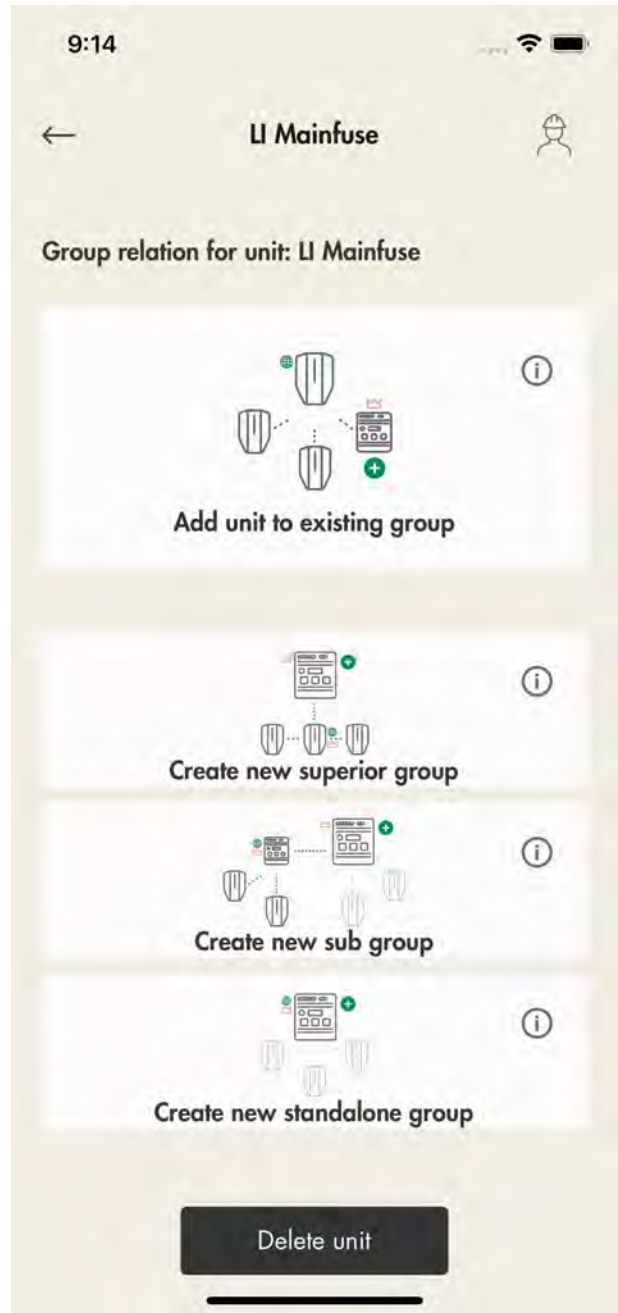 9:14
LI Mainfuse
Group relation for unit: LI Mainfuse
Add unit to existing group
Create new superior group
Create new sub group
Create new standalone group
Delete unit